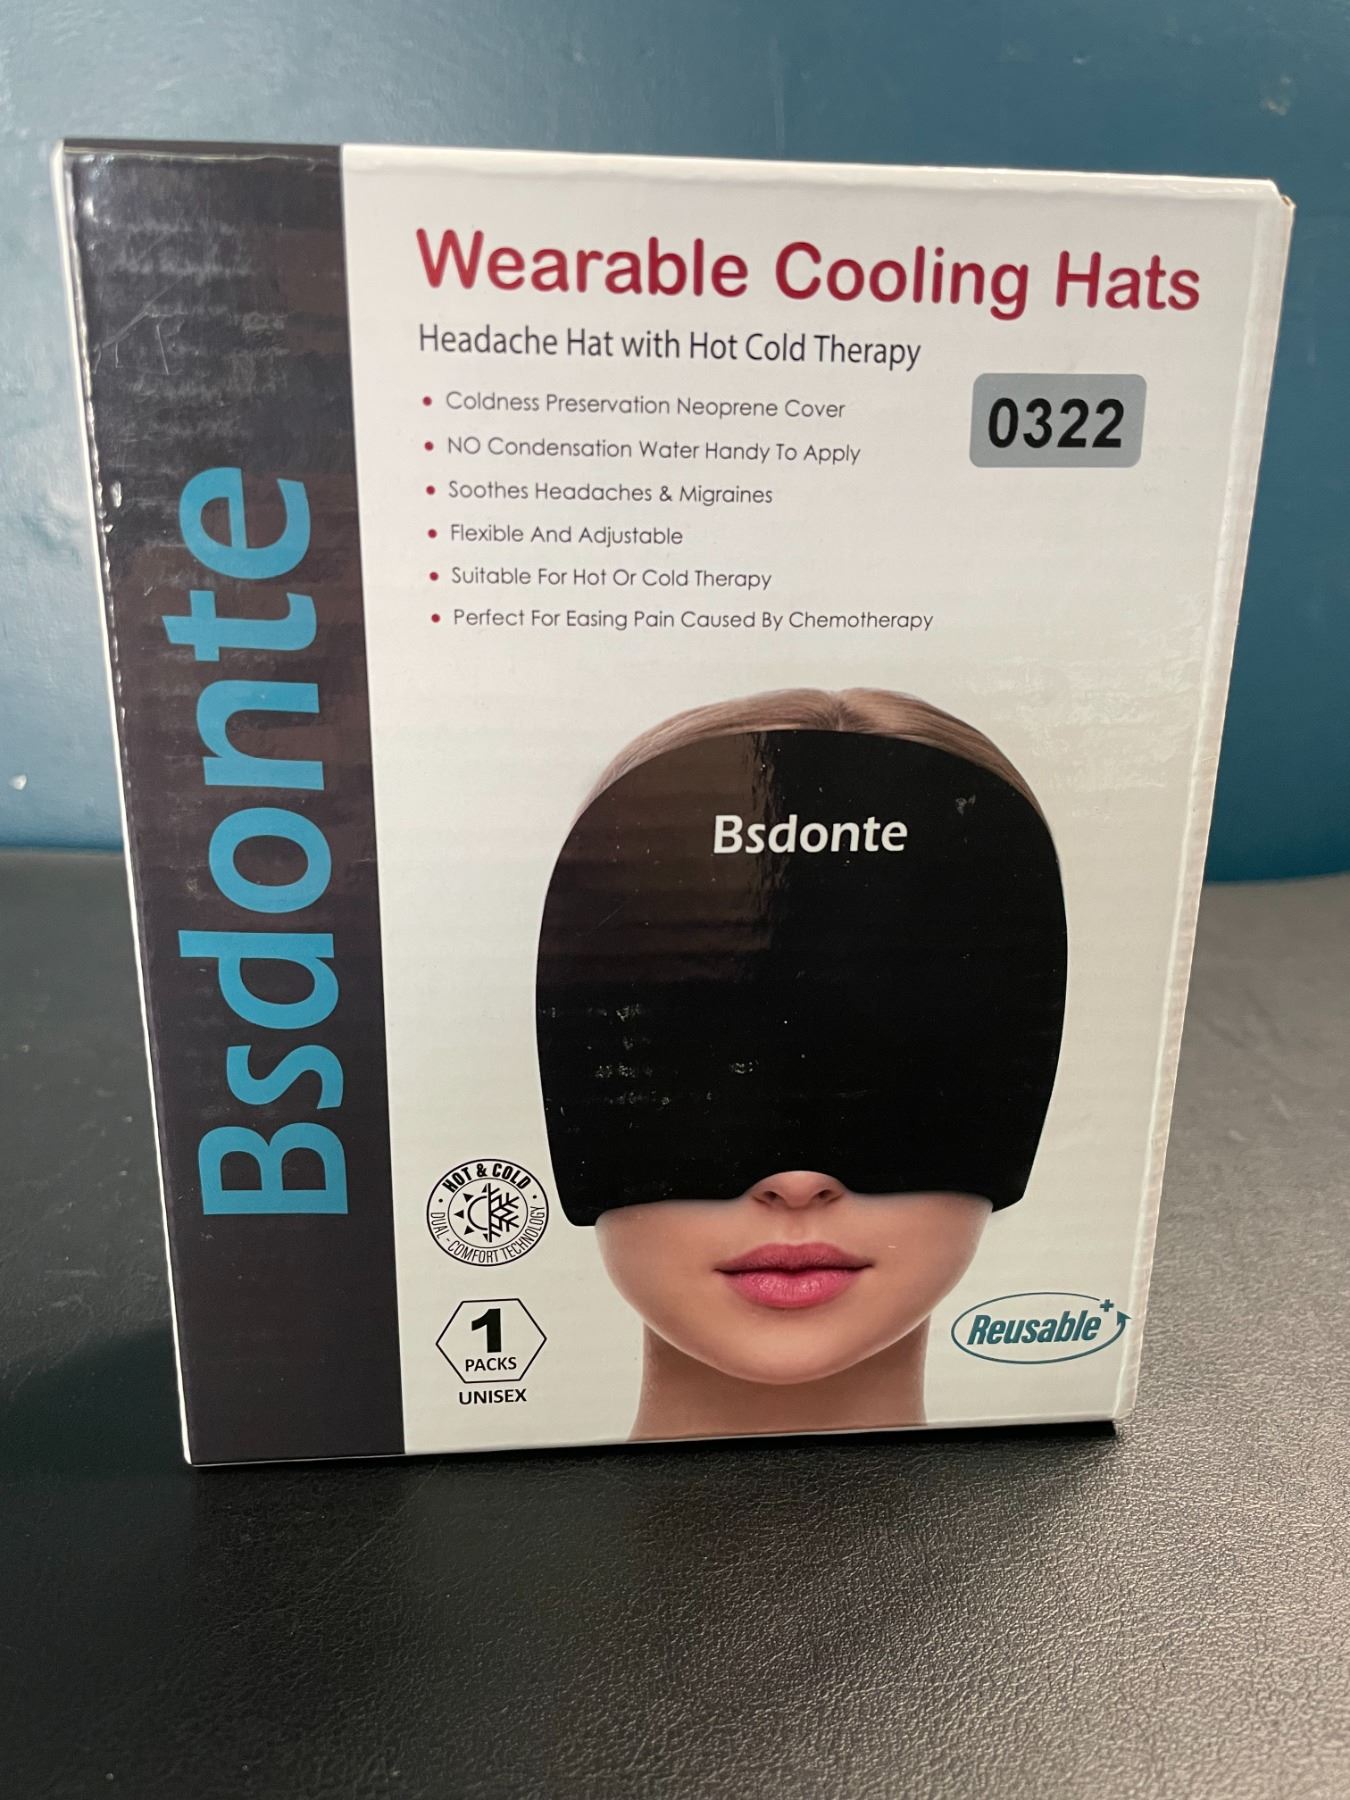 Bsdonte
Wearable Cooling Hats
Headache Hat with Hot Cold Therapy
• Coldness Preservation Neoprene Cover
• NO Condensation Water Handy To Apply
• Soothes Headaches & Migraines
• Flexible And Adjustable
• Suitable For Hot Or Cold Therapy
• Perfect For Easing Pain Caused By Chemotherapy
0322
Bsdonte
· HOT & COLD ·
DUAL - COMFORT TECHNOLOGY
1
PACKS
UNISEX
Reusable+